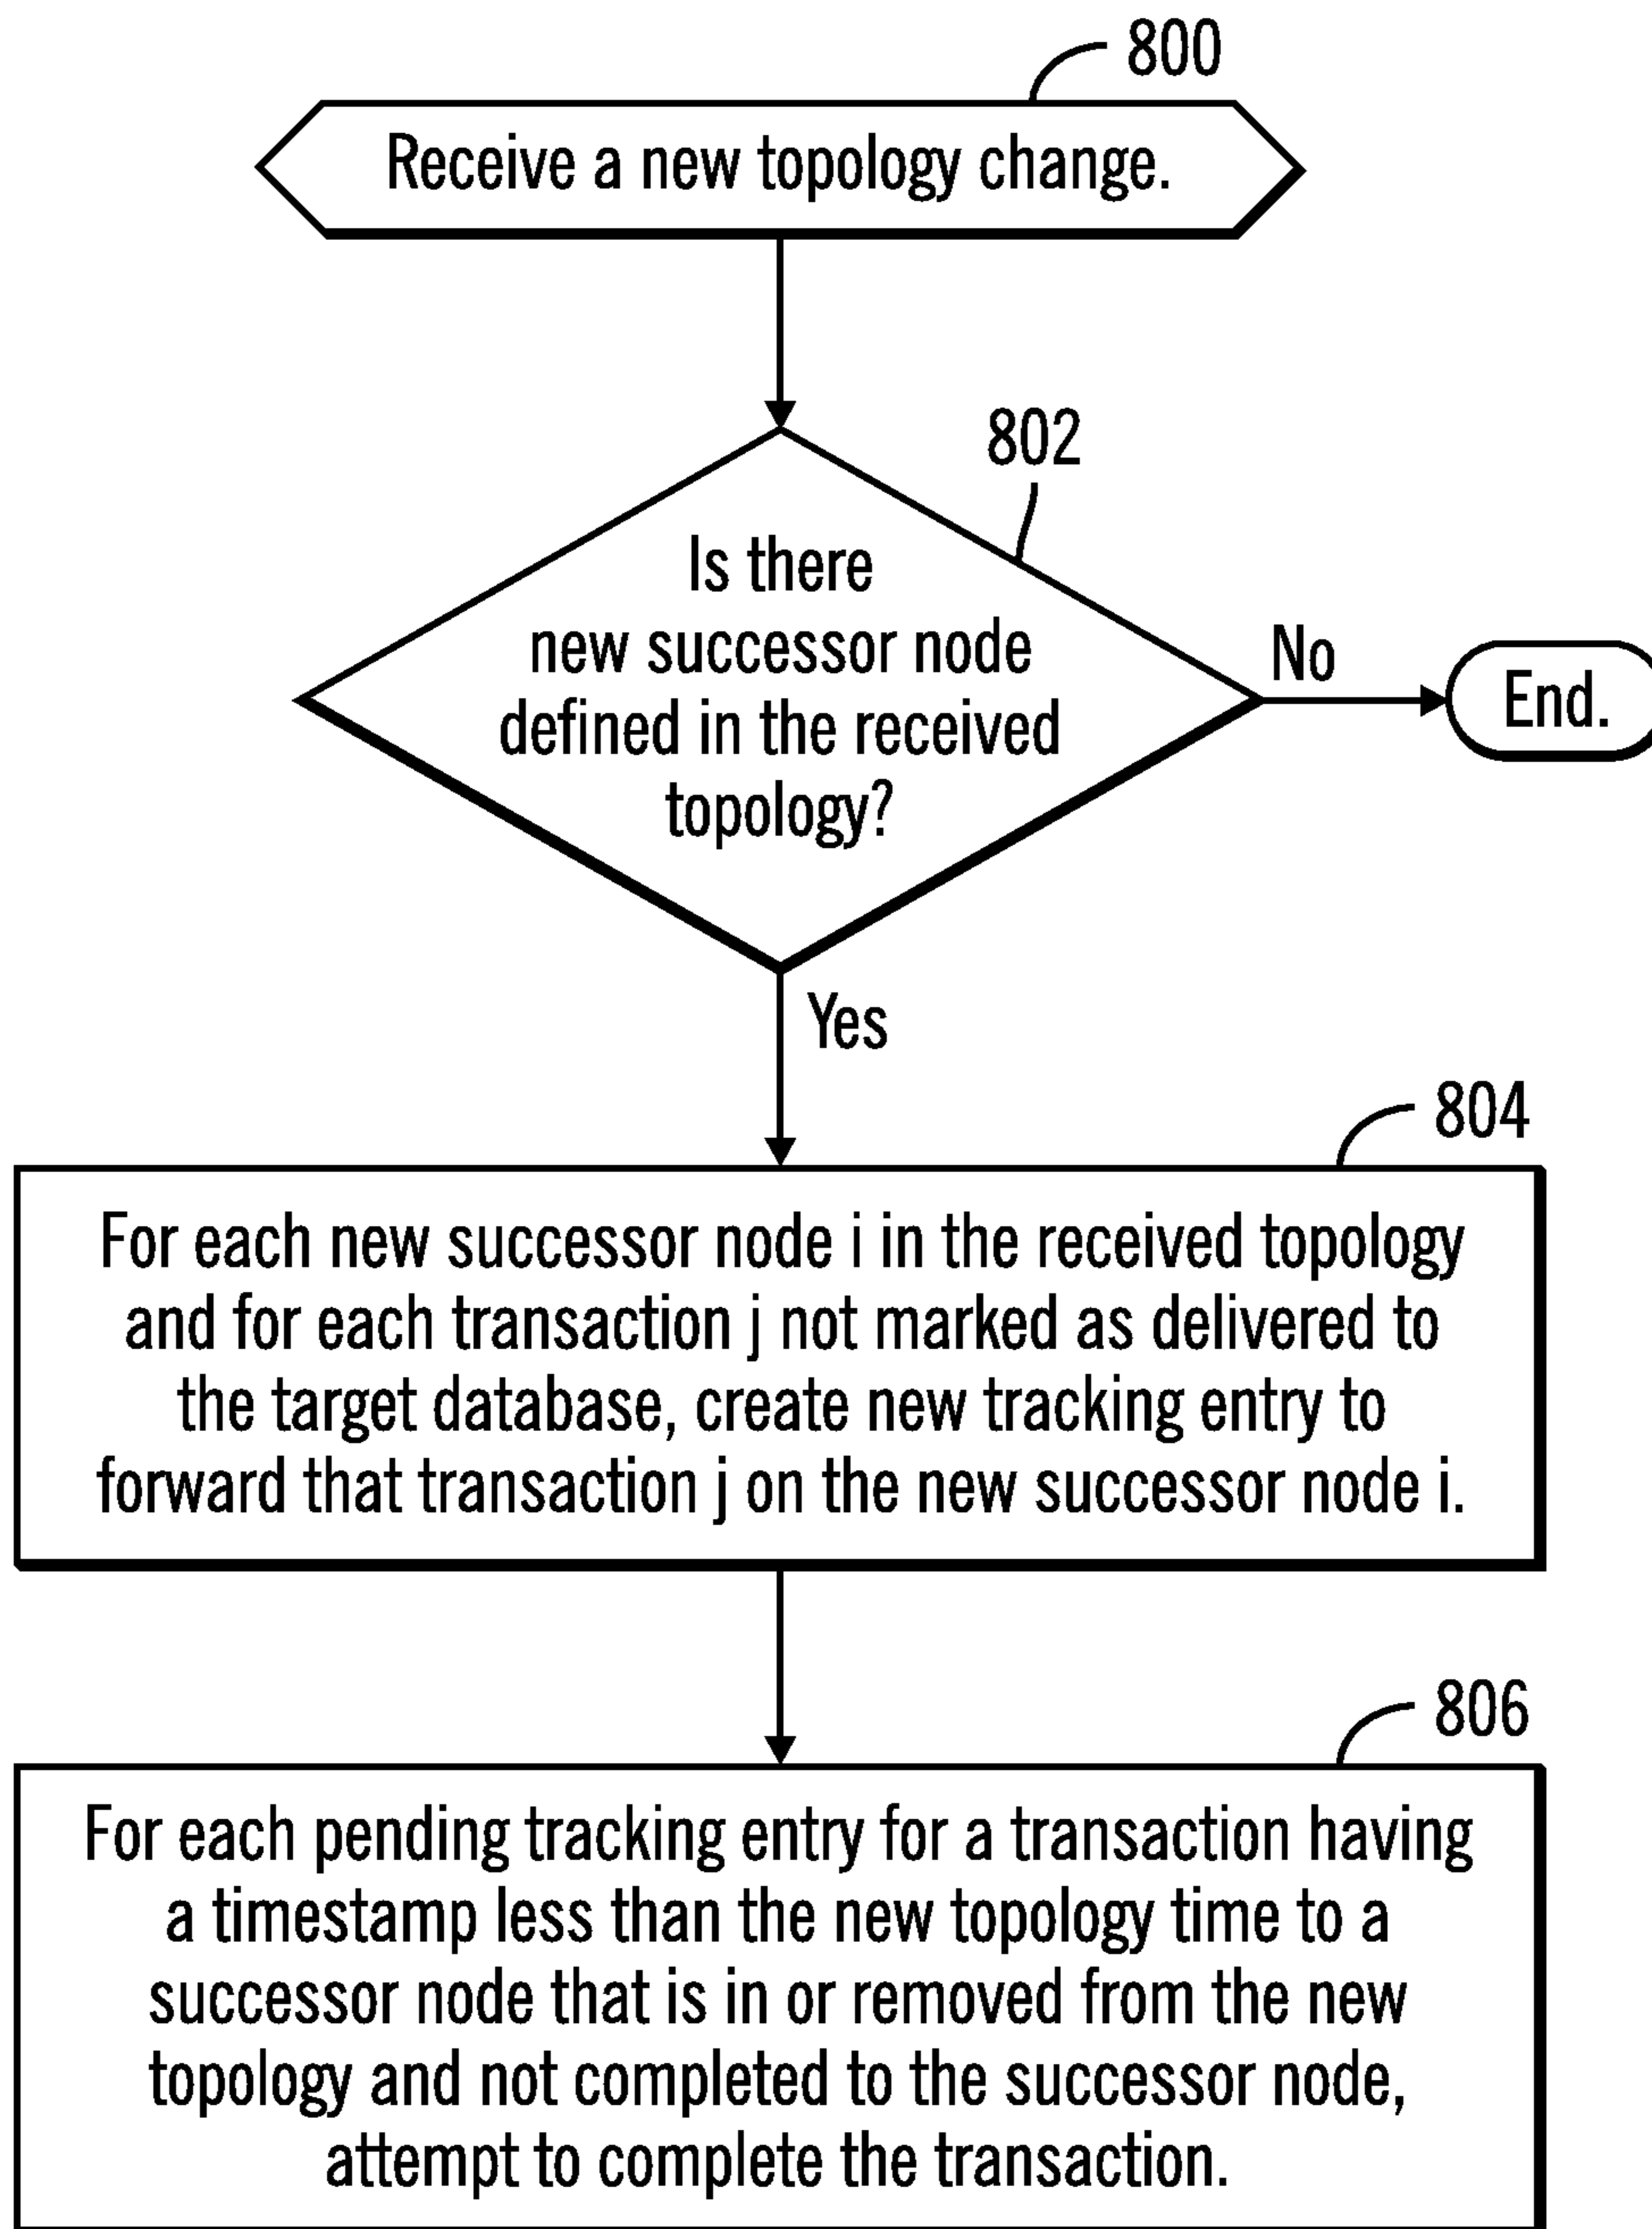 800
Receive a new topology change.
802
Is there
new successor node
defined in the received
topology?
No
End.
Yes
804
For each new successor node i in the received topology
and for each transaction j not marked as delivered to
the target database, create new tracking entry to
forward that transaction j on the new successor node i.
806
For each pending tracking entry for a transaction having
a timestamp less than the new topology time to a
successor node that is in or removed from the new
topology and not completed to the successor node,
attempt to complete the transaction.